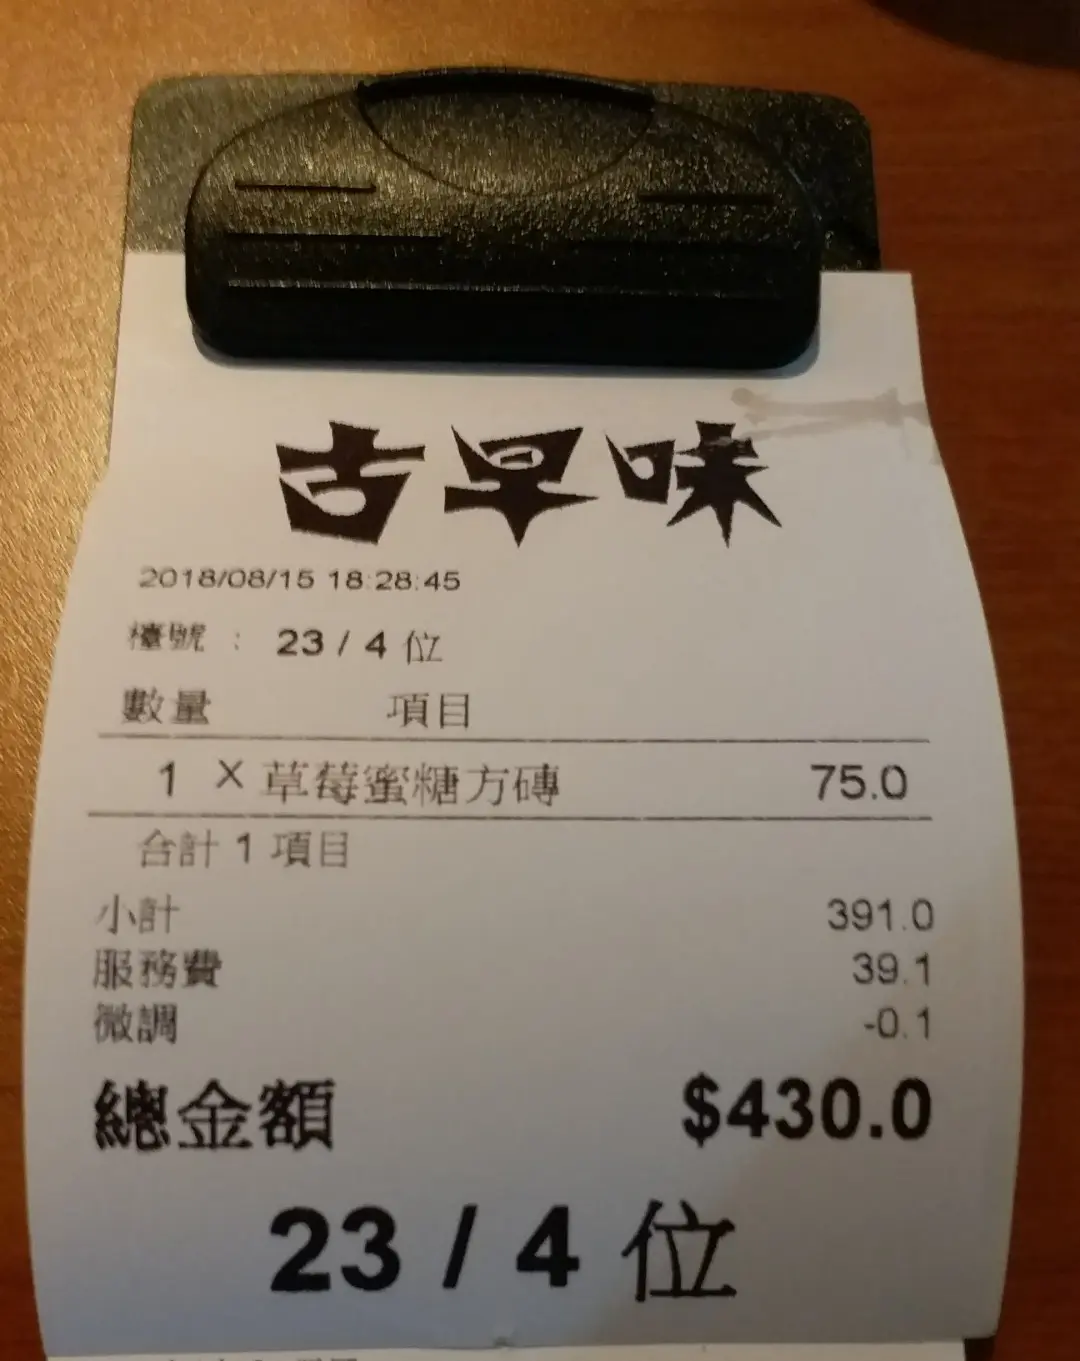 古早味
2018/08/15 18:28:45
檯號 : 23 / 4 位
數量 項目
1 X 草莓蜜糖方磚 75.0
合計 1 項目
小計 391.0
服務費 39.1
微調 -0.1
總金額 $430.0
23 / 4 位